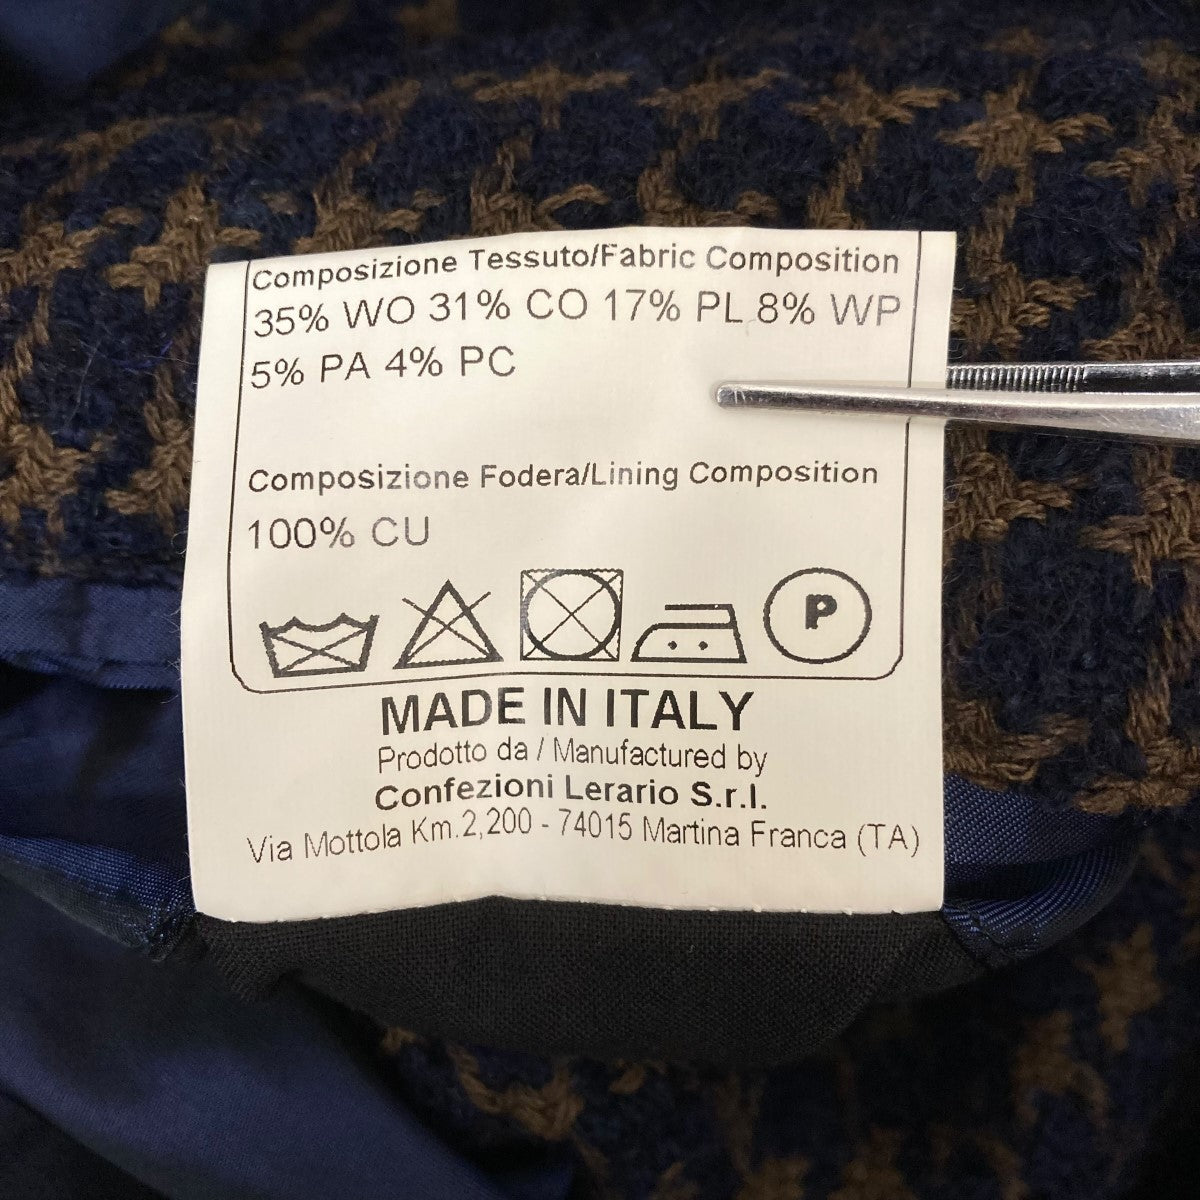 Composizione Tessuto/Fabric Composition
35% WO 31% CO 17% PL 8% WP
5% PA 4% PC
Composizione Fodera/Lining Composition
100% CU
P
MADE IN ITALY
Prodotto da / Manufactured by
Confezioni Lerario S.r.l.
Via Mottola Km.2,200 - 74015 Martina Franca (TA)